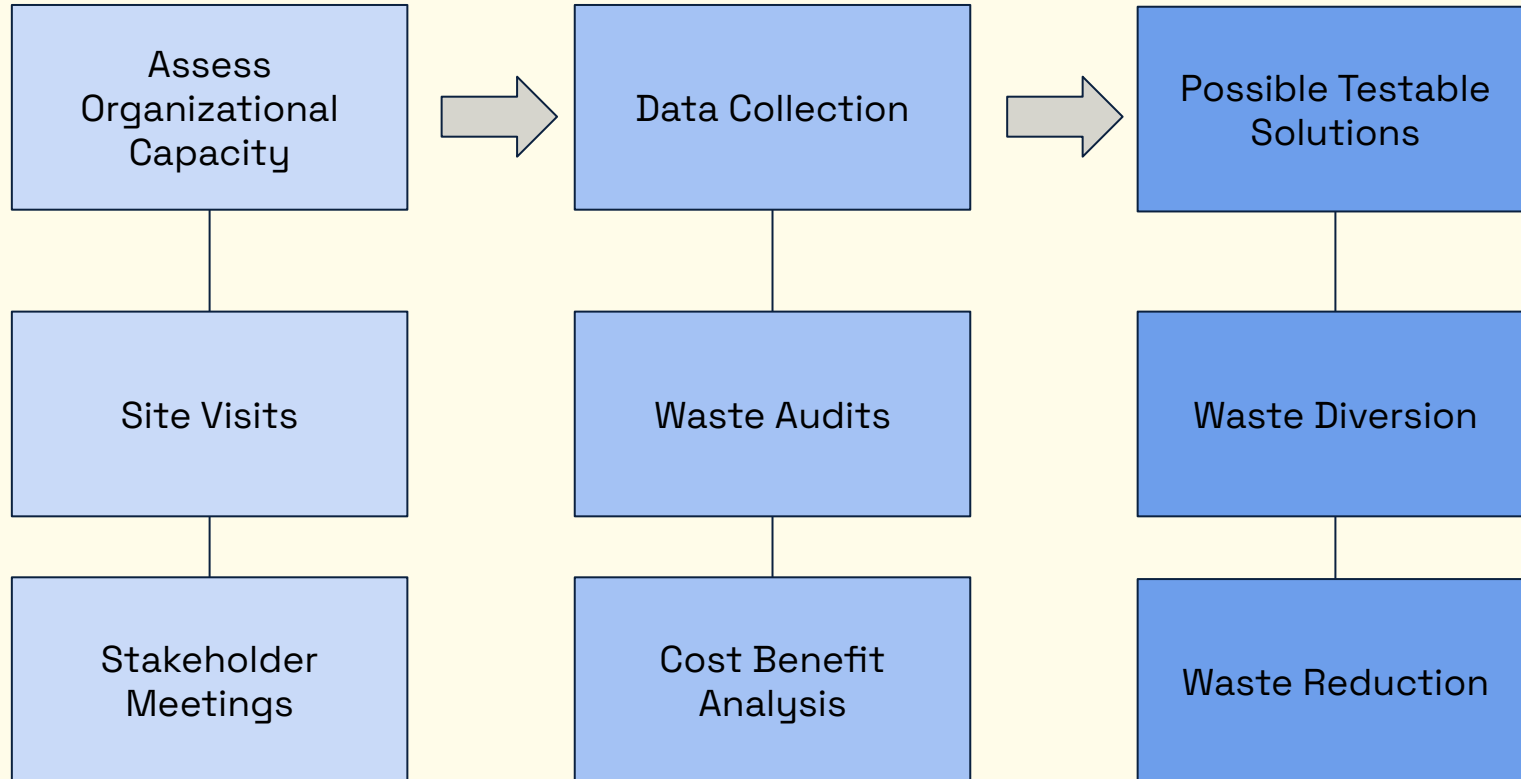 Assess
Organizational
Capacity
Data Collection
Possible Testable
Solutions
Site Visits
Waste Audits
Waste Diversion
Stakeholder
Meetings
Cost Benefit
Analysis
Waste Reduction